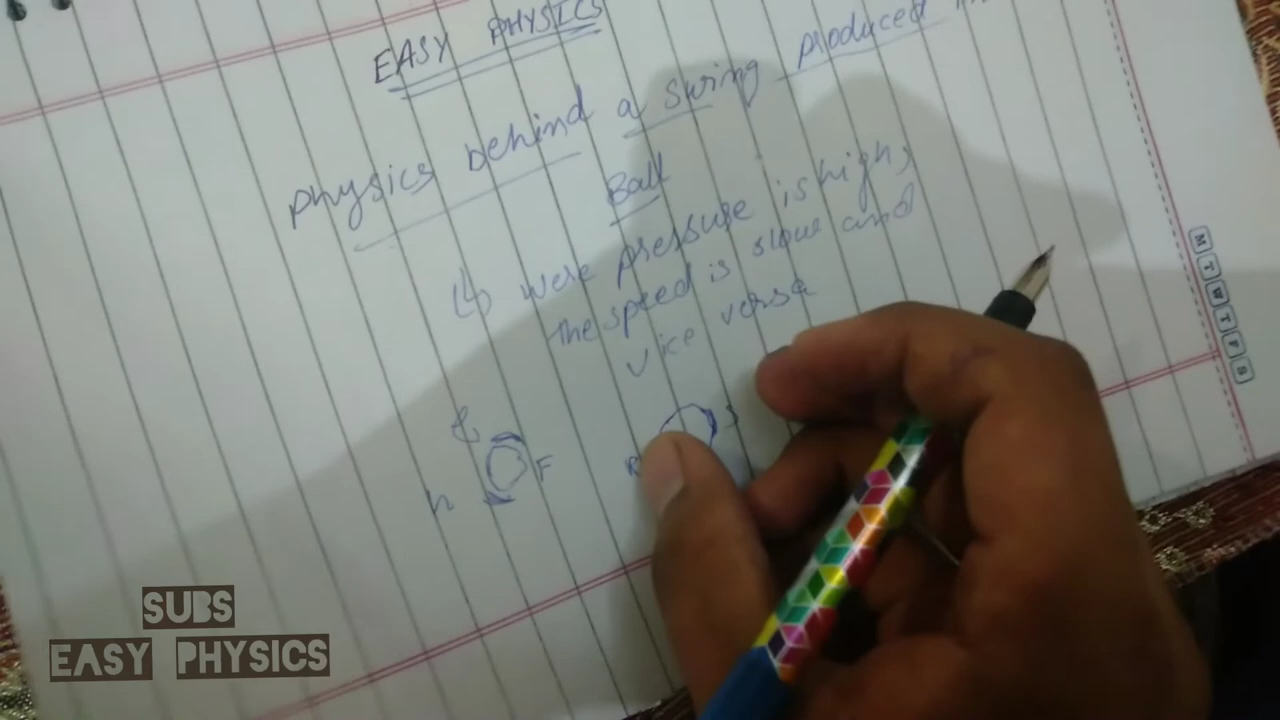 EASY PHYSICS
physics behind a swing produced in
Ball
were pressure is high,
the speed is slow and
vice versa
F
h
R
S
M T W T F S
SUBS
EASY PHYSICS